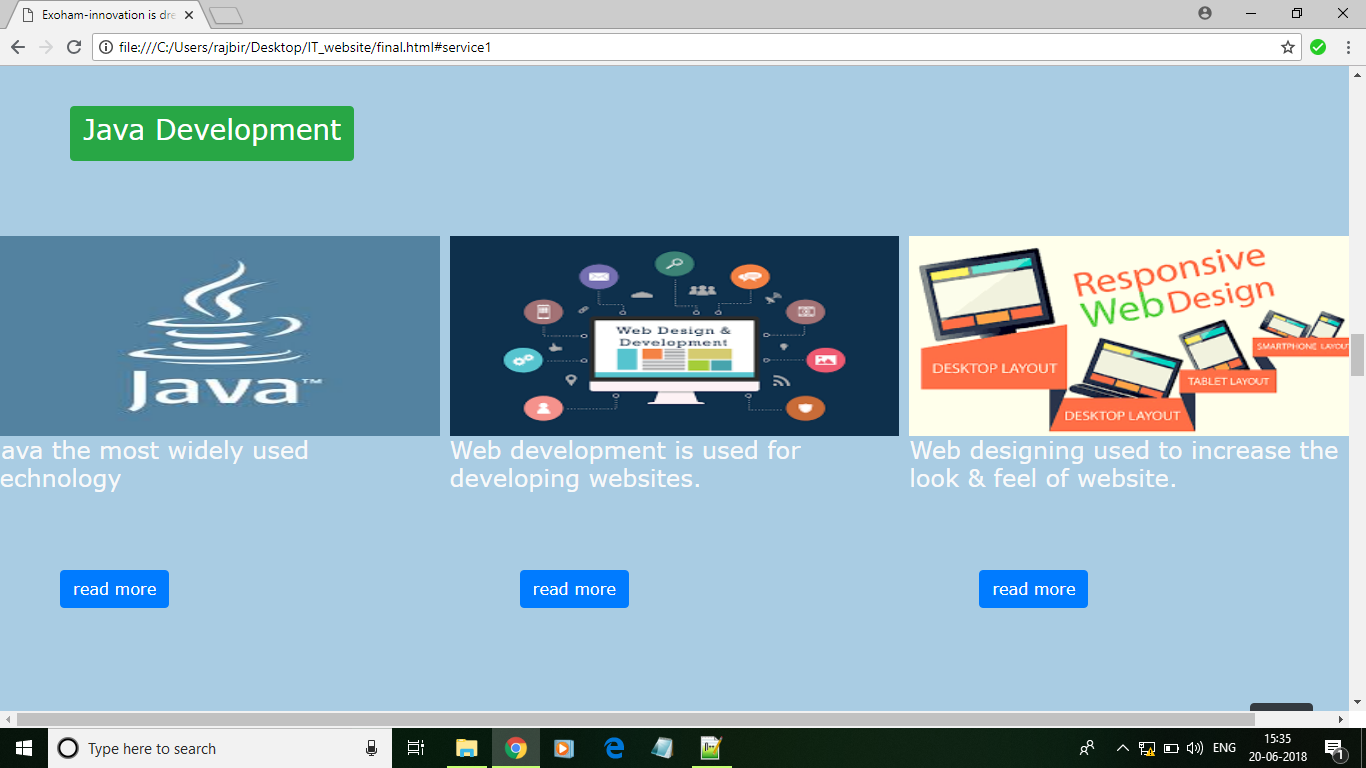 Exoham-innovation is dre
file:///C:/Users/rajbir/Desktop/IT_website/final.html#service1
Java Development
Java™
Web Design &
Development
Responsive
Web Design
DESKTOP LAYOUT
DESKTOP LAYOUT
TABLET LAYOUT
SMARTPHONE LAYOUT
ava the most widely used
echnology
Web development is used for
developing websites.
Web designing used to increase the
look & feel of website.
read more
read more
read more
Type here to search
ENG
15:35
20-06-2018
1